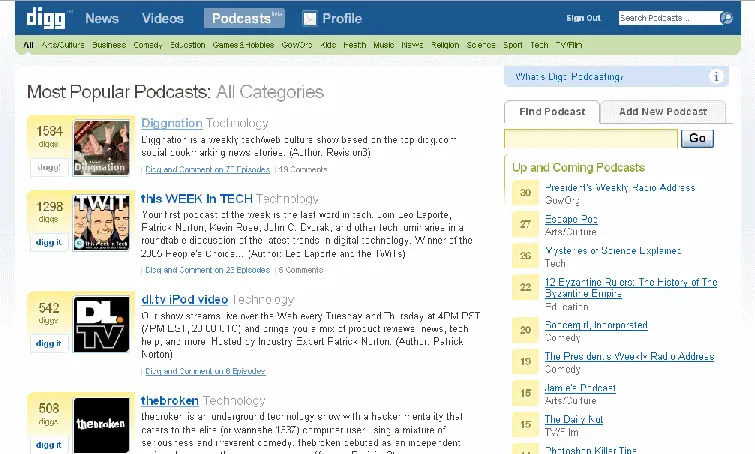 digg News Videos Podcasts beta Profile Sign Out Search Podcasts...
All Arts/Culture Business Comedy Education Games&Hobbies Gov/Org Kids Health Music News Religion Science Sport Tech TV/Film
Most Popular Podcasts: All Categories
1584
diggs
dugg!
Diggnation
Diggnation Technology
Diggnation is a weekly tech/web culture show based on the top digg.com
social bookmarking news stories. (Author: Revision3)
Digg and Comment on Episodes | 19 Comments
1298
diggs
digg it
TWiT
this WEEK in TECH Technology
Your first podcast of the week is the last word in tech. Join Leo Laporte,
Patrick Norton, Kevin Rose, John C. Dvorak, and other tech luminaries in a
roundtable discussion of the latest trends in digital technology. Winner of the
2005 People's Choice... (Author: Leo Laporte and the TWiTs)
Digg and Comment on 23 Episodes | 5 Comments
542
diggs
digg it
DL.
TV
dl.tv iPod video Technology
Our show streams live over the Web every Tuesday and Thursday at 4PM PST
(7PM EST, 23:00 UTC) and brings you a mix of product reviews, news, tech
help, and more. Hosted by Industry Expert Patrick Norton. (Author: Patrick
Norton)
Digg and Comment on 6 Episodes
508
diggs
digg it
thebroken
thebroken Technology
thebroken is an underground technology show with a hacker mentality that
caters to the elite (or wannabe 1337) computer user. Using a mixture of
seriousness and irreverent comedy, thebroken debuted as an independent
What's Digg Podcasting? i
Find Podcast Add New Podcast
Go
Up and Coming Podcasts
30 President's Weekly Radio Address
Gov/Org
27 Escape Pod
Arts/Culture
26 Mysteries of Science Explained
Tech
22 12 Byzantine Rulers: The History of The
Byzantine Empire
Education
20 Boogergirl, Incorporated
Comedy
19 The President's Weekly Radio Address
Comedy
15 Jamie's Podcast
Arts/Culture
15 The Daily Nut
TV/Film
14 Photoshop Killer Tips